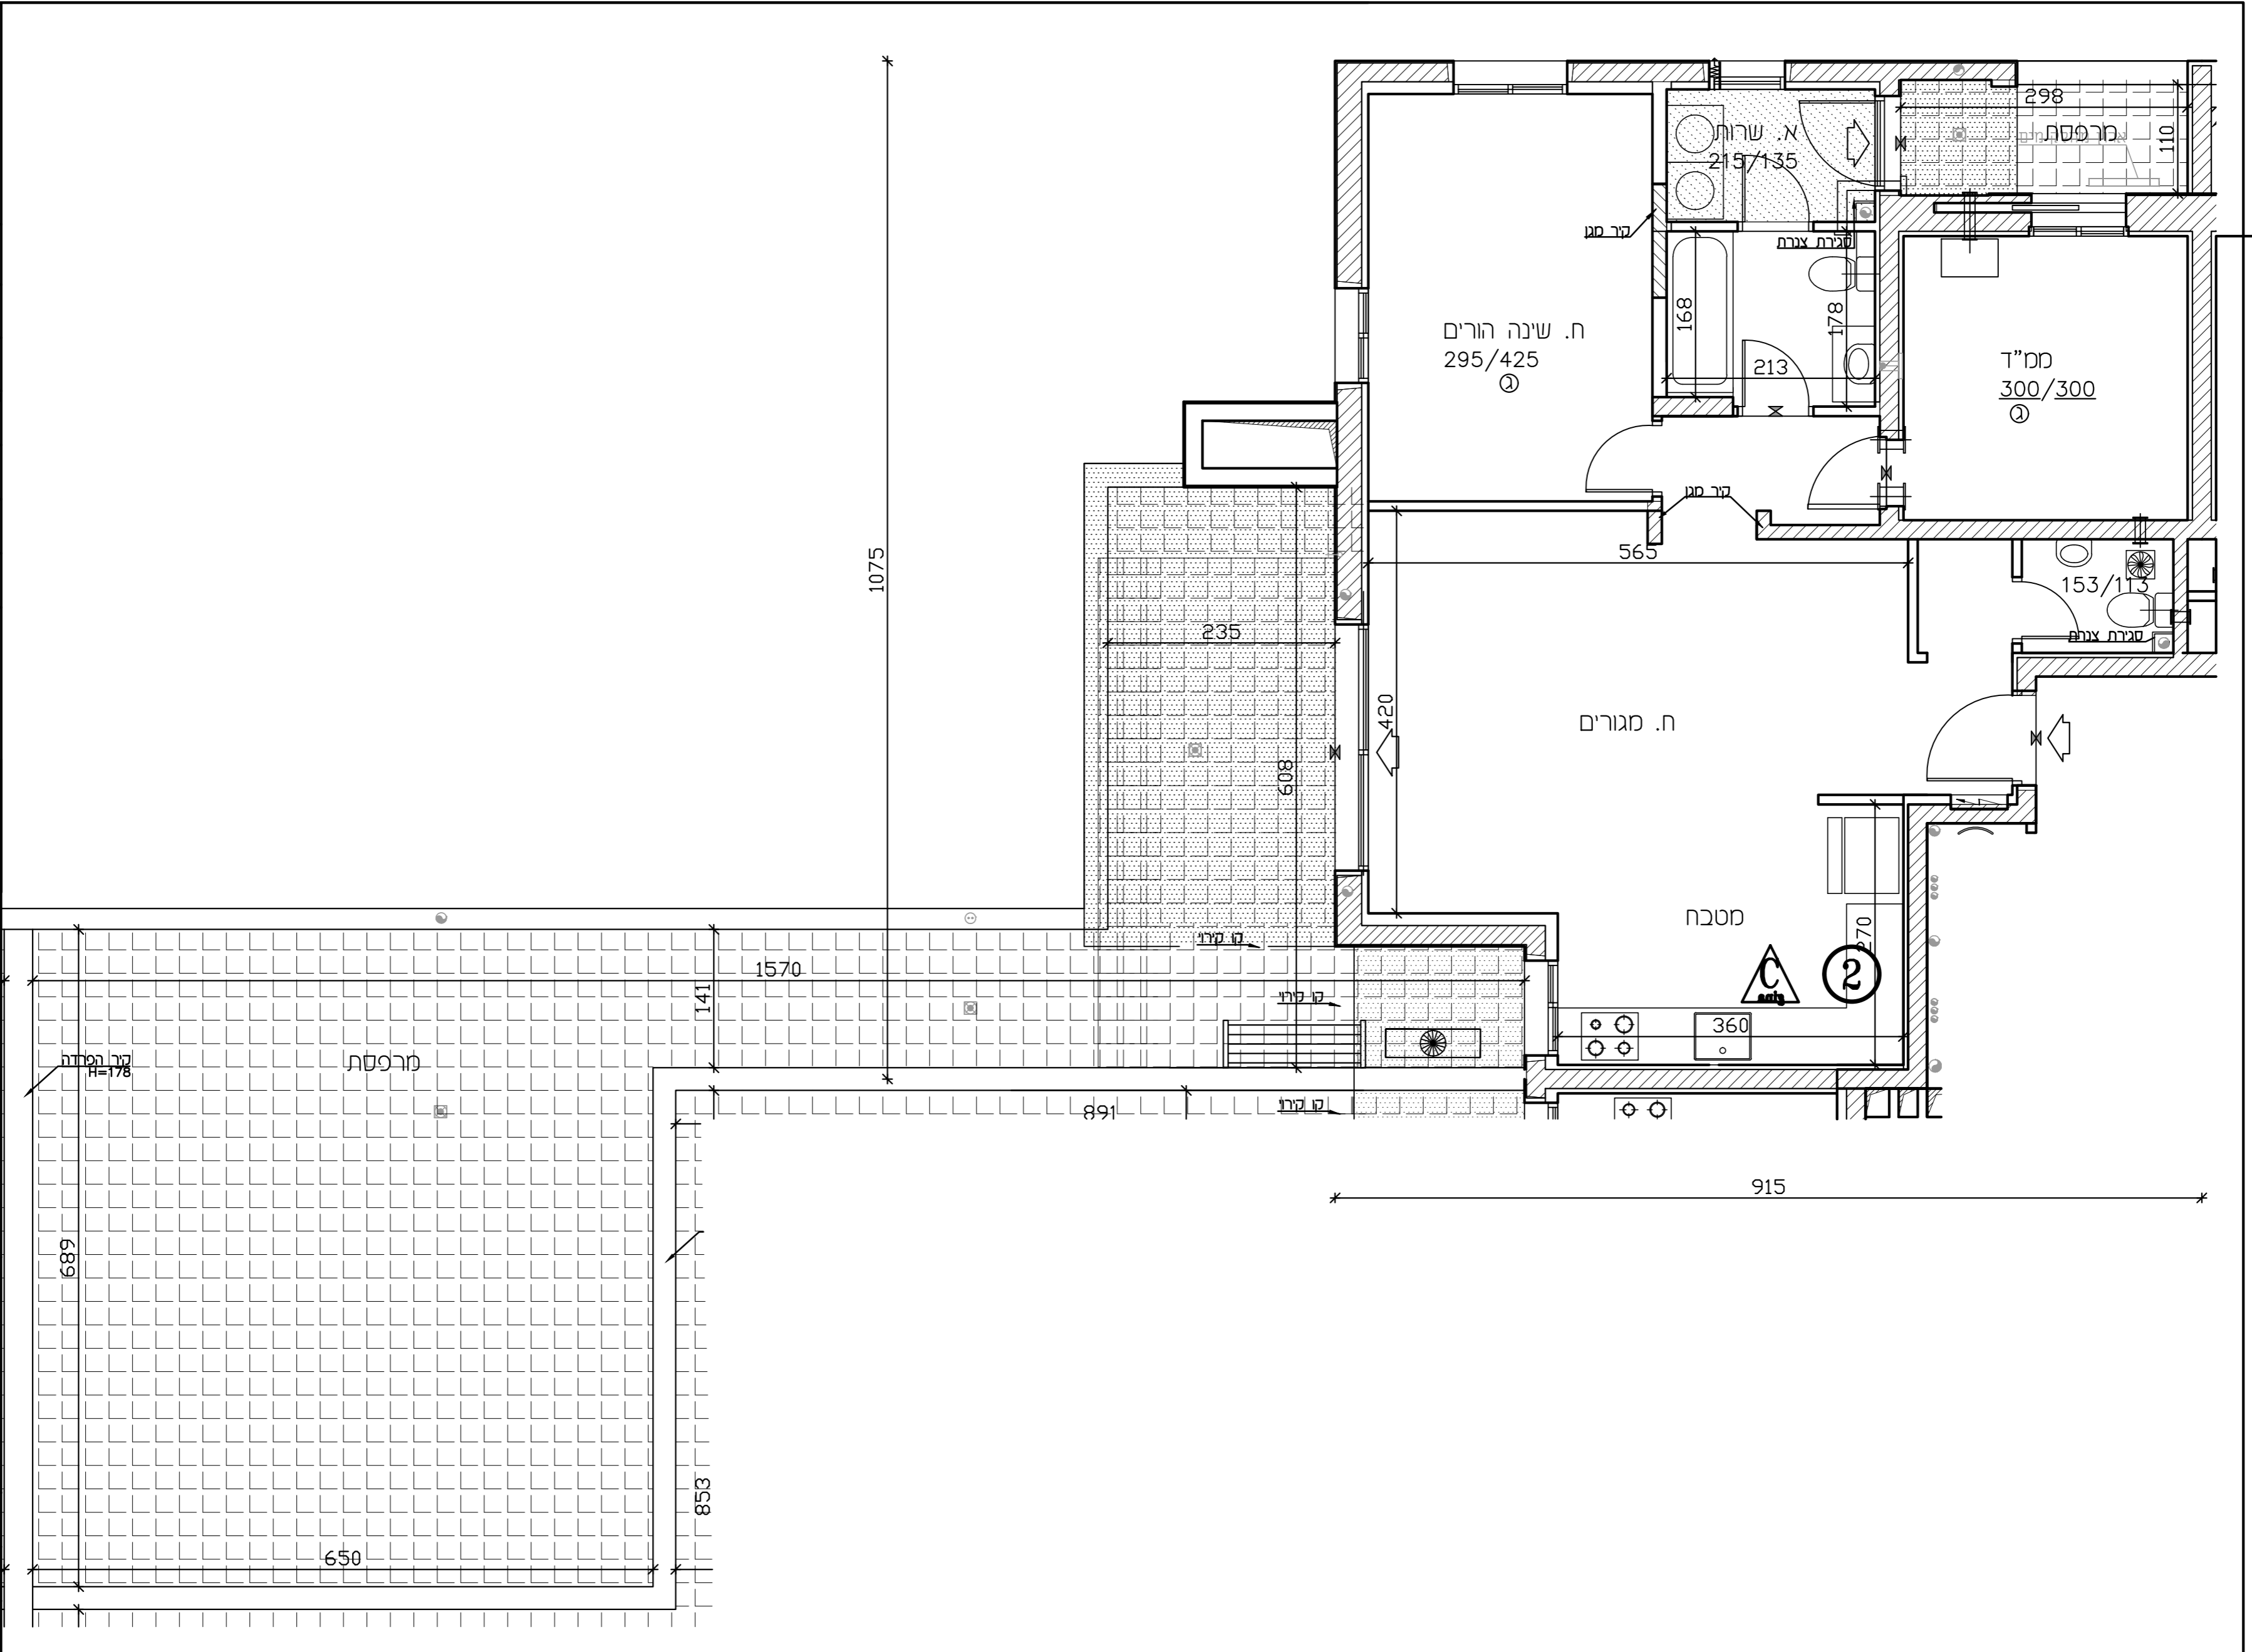 298
מרפסת
110
א. שרות
215/135
קיר מגן
סגירת צנרת
168
178
213
ח. שינה הורים
295/425
ג
ממ"ד
300/300
ג
קיר מגן
1075
565
153/113
סגירת צנרת
235
420
608
ח. מגורים
מטבח
270
C
2
קו קירוי
1570
141
קו קירוי
360
קיר הפרדה
H=178
מרפסת
891
קו קירוי
915
689
853
650